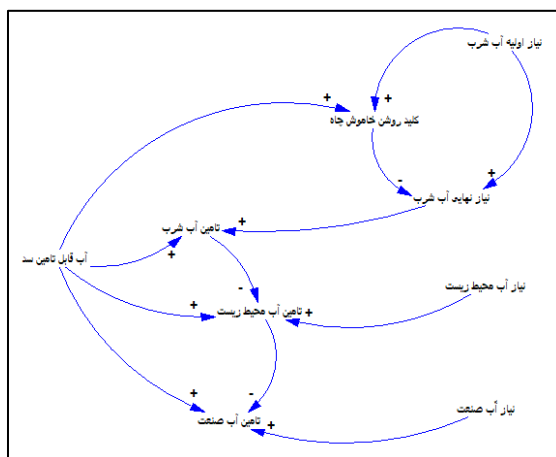 نیاز اولیه آب شرب
+
+
کلید روشن خاموش چاه
+
-
نیاز نهایی آب شرب
+
تامین آب شرب
+
آب قابل تامین سد
-
نیاز آب محیط زیست
+
تامین آب محیط زیست
+
+
-
نیاز آب صنعت
تامین آب صنعت
+